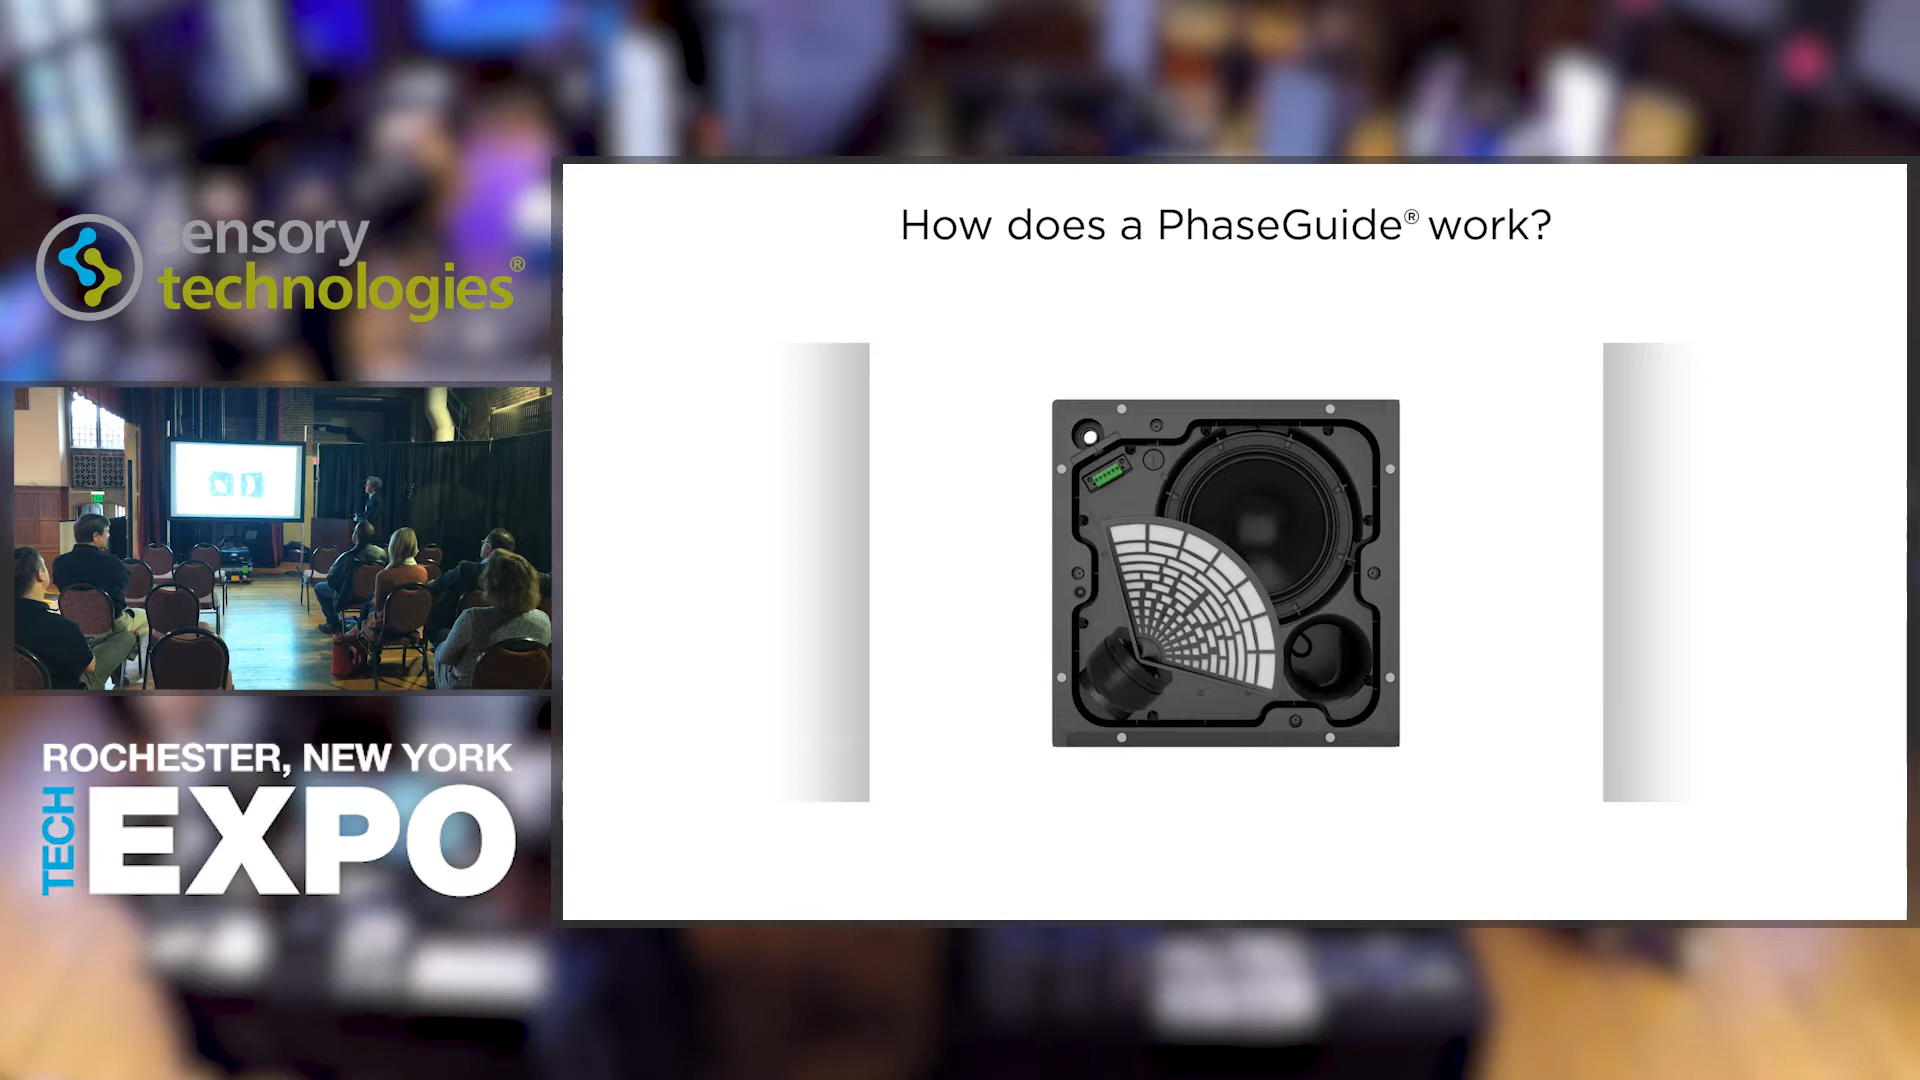 sensory
technologies®
How does a PhaseGuide® work?
ROCHESTER, NEW YORK
TECH
EXPO